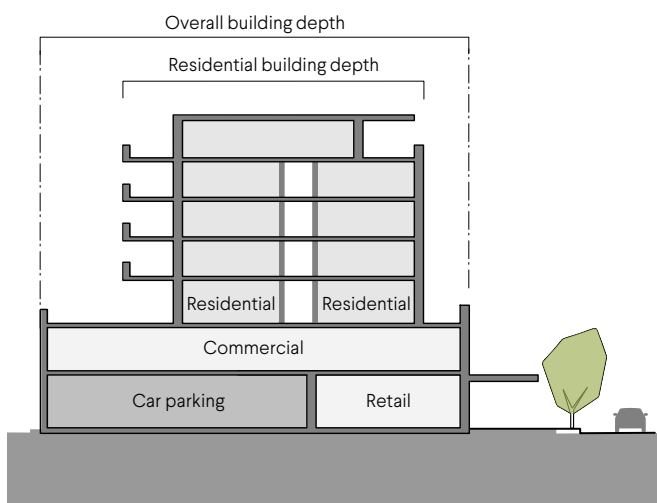 Overall building depth
Residential building depth
Residential
Residential
Commercial
Car parking
Retail